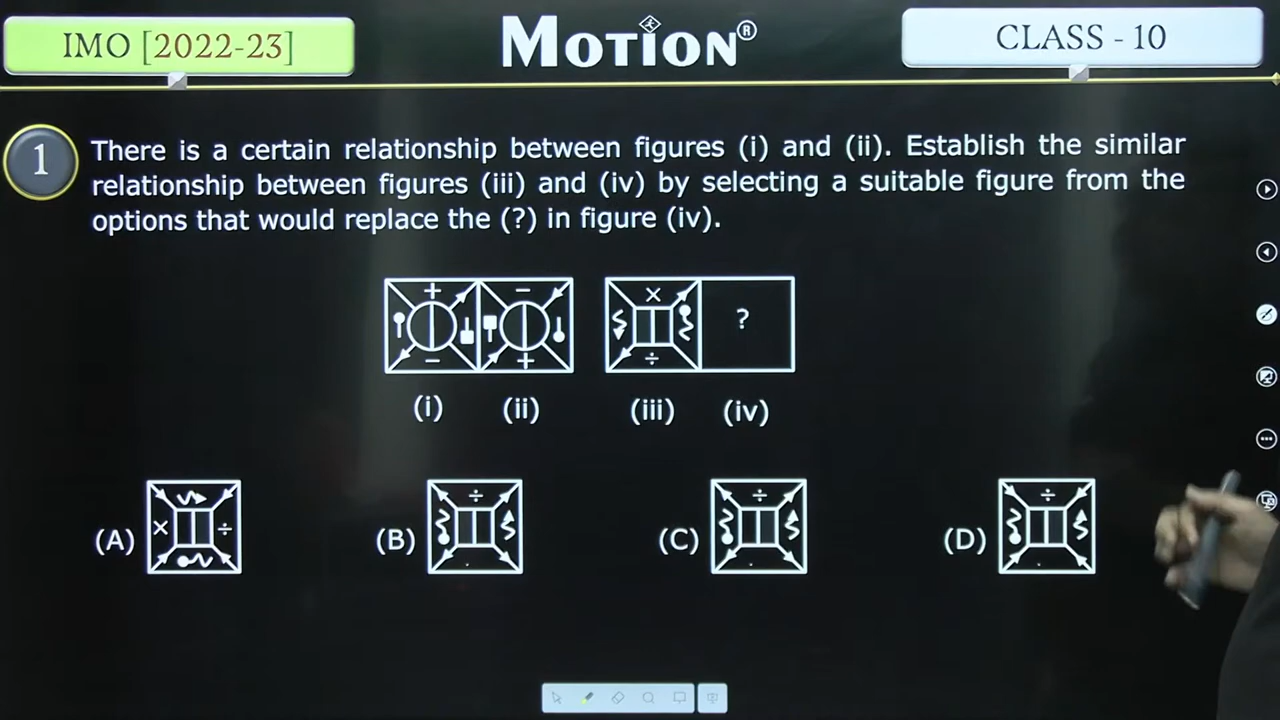 IMO [2022-23]
MOTION®
CLASS - 10
1
There is a certain relationship between figures (i) and (ii). Establish the similar
relationship between figures (iii) and (iv) by selecting a suitable figure from the
options that would replace the (?) in figure (iv).
+ − × ?
− + ÷
(i) (ii) (iii) (iv)
(A) × ÷ (B) ÷ (C) ÷ (D) ÷